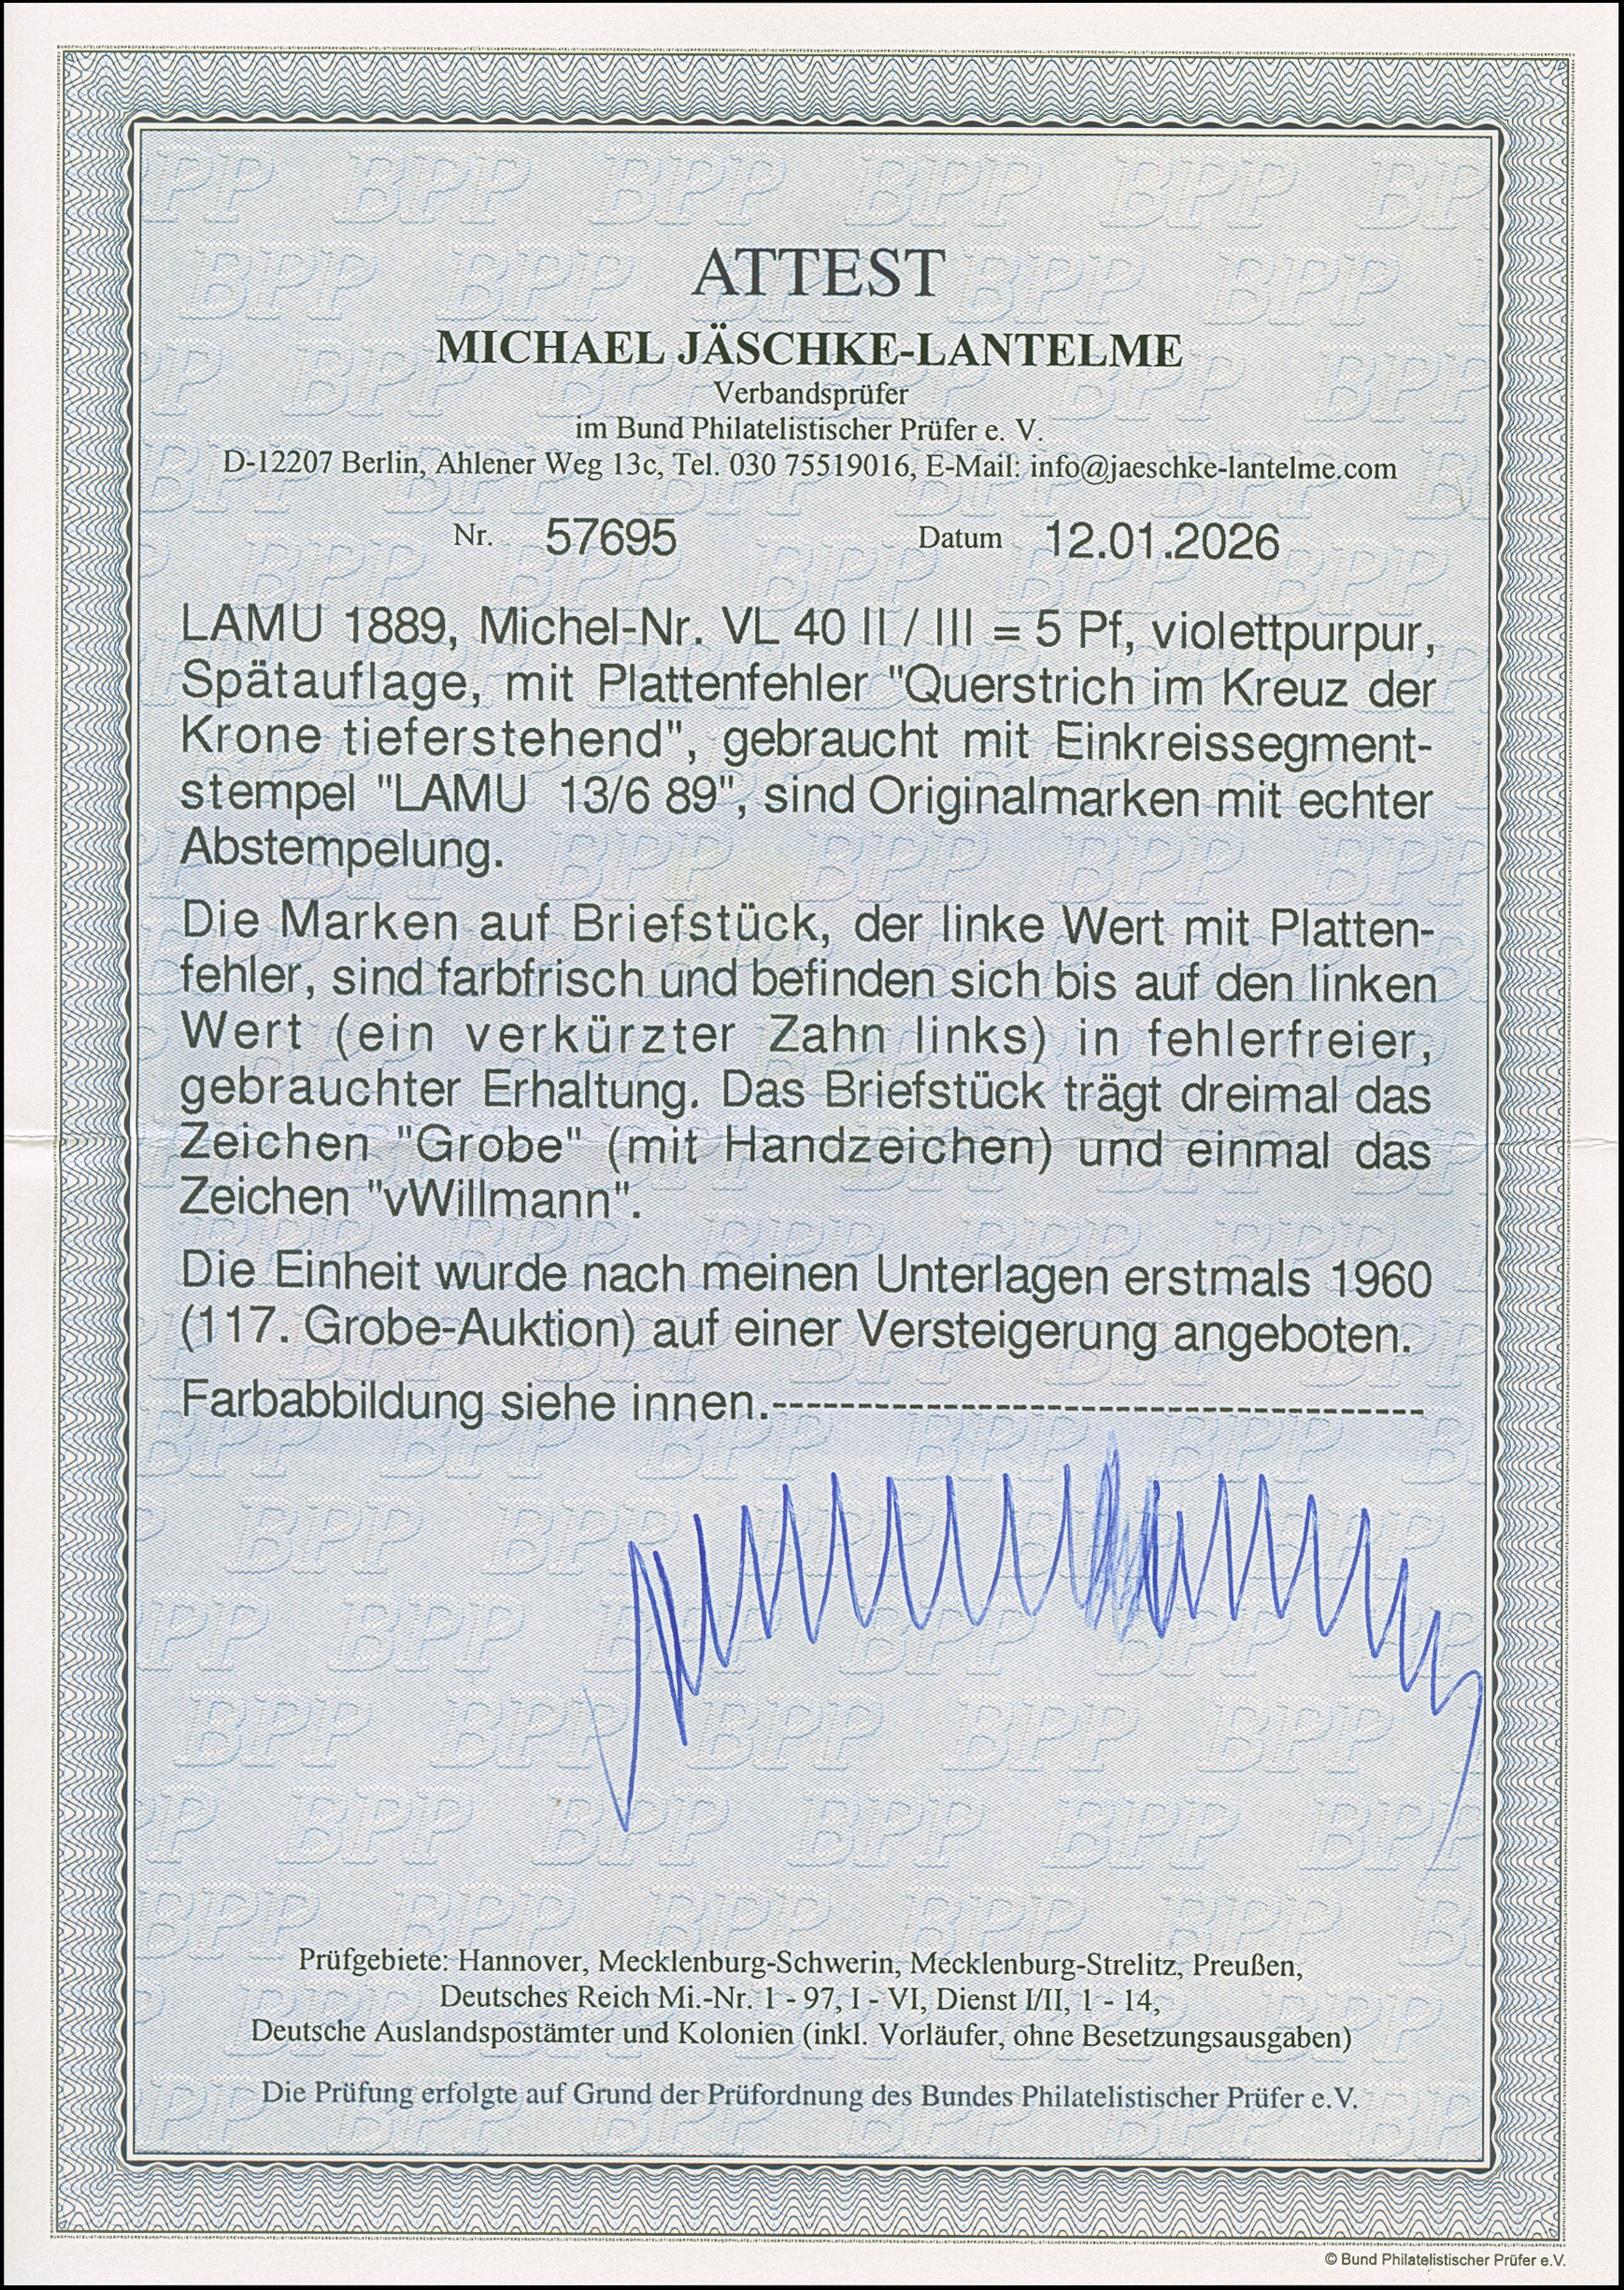 ATTEST
MICHAEL JÄSCHKE-LANTELME
Verbandsprüfer
im Bund Philatelistischer Prüfer e. V.
D-12207 Berlin, Ahlener Weg 13c, Tel. 030 75519016, E-Mail: info@jaeschke-lantelme.com
Nr. 57695 Datum 12.01.2026
LAMU 1889, Michel-Nr. VL 40 II / III = 5 Pf, violettpurpur,
Spätauflage, mit Plattenfehler "Querstrich im Kreuz der
Krone tieferstehend", gebraucht mit Einkreissegment-
stempel "LAMU 13/6 89", sind Originalmarken mit echter
Abstempelung.
Die Marken auf Briefstück, der linke Wert mit Platten-
fehler, sind farbfrisch und befinden sich bis auf den linken
Wert (ein verkürzter Zahn links) in fehlerfreier,
gebrauchter Erhaltung. Das Briefstück trägt dreimal das
Zeichen "Grobe" (mit Handzeichen) und einmal das
Zeichen "vWillmann".
Die Einheit wurde nach meinen Unterlagen erstmals 1960
(117. Grobe-Auktion) auf einer Versteigerung angeboten.
Farbabbildung siehe innen.----------------------------------------
Prüfgebiete: Hannover, Mecklenburg-Schwerin, Mecklenburg-Strelitz, Preußen,
Deutsches Reich Mi.-Nr. 1 - 97, I - VI, Dienst I/II, 1 - 14,
Deutsche Auslandspostämter und Kolonien (inkl. Vorläufer, ohne Besetzungsausgaben)
Die Prüfung erfolgte auf Grund der Prüfordnung des Bundes Philatelistischer Prüfer e.V.
© Bund Philatelistischer Prüfer e.V.